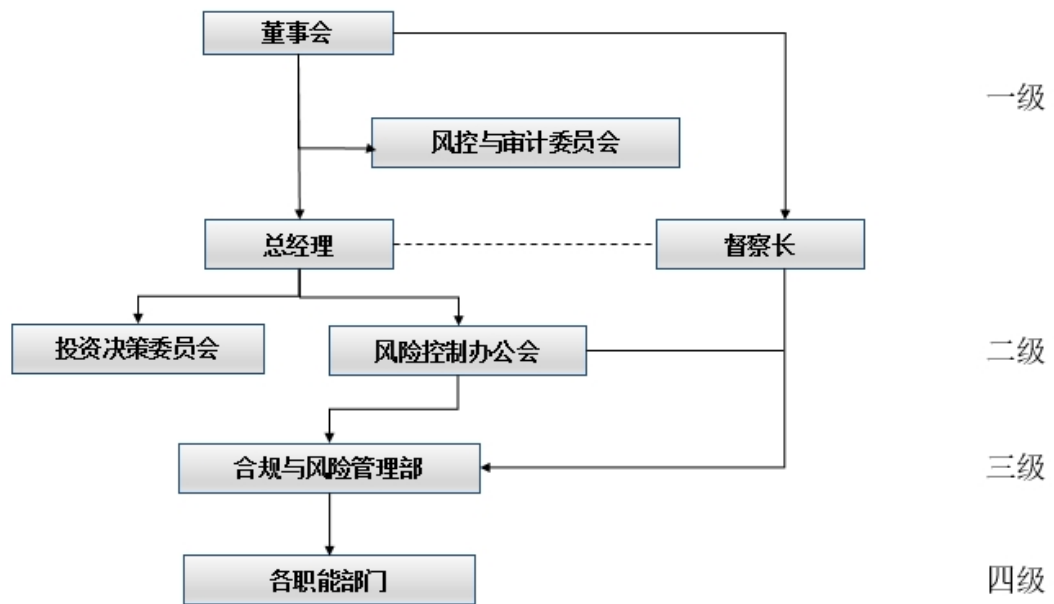 董事会
一级
风控与审计委员会
总经理
督察长
投资决策委员会
风险控制办公会
二级
合规与风险管理部
三级
各职能部门
四级